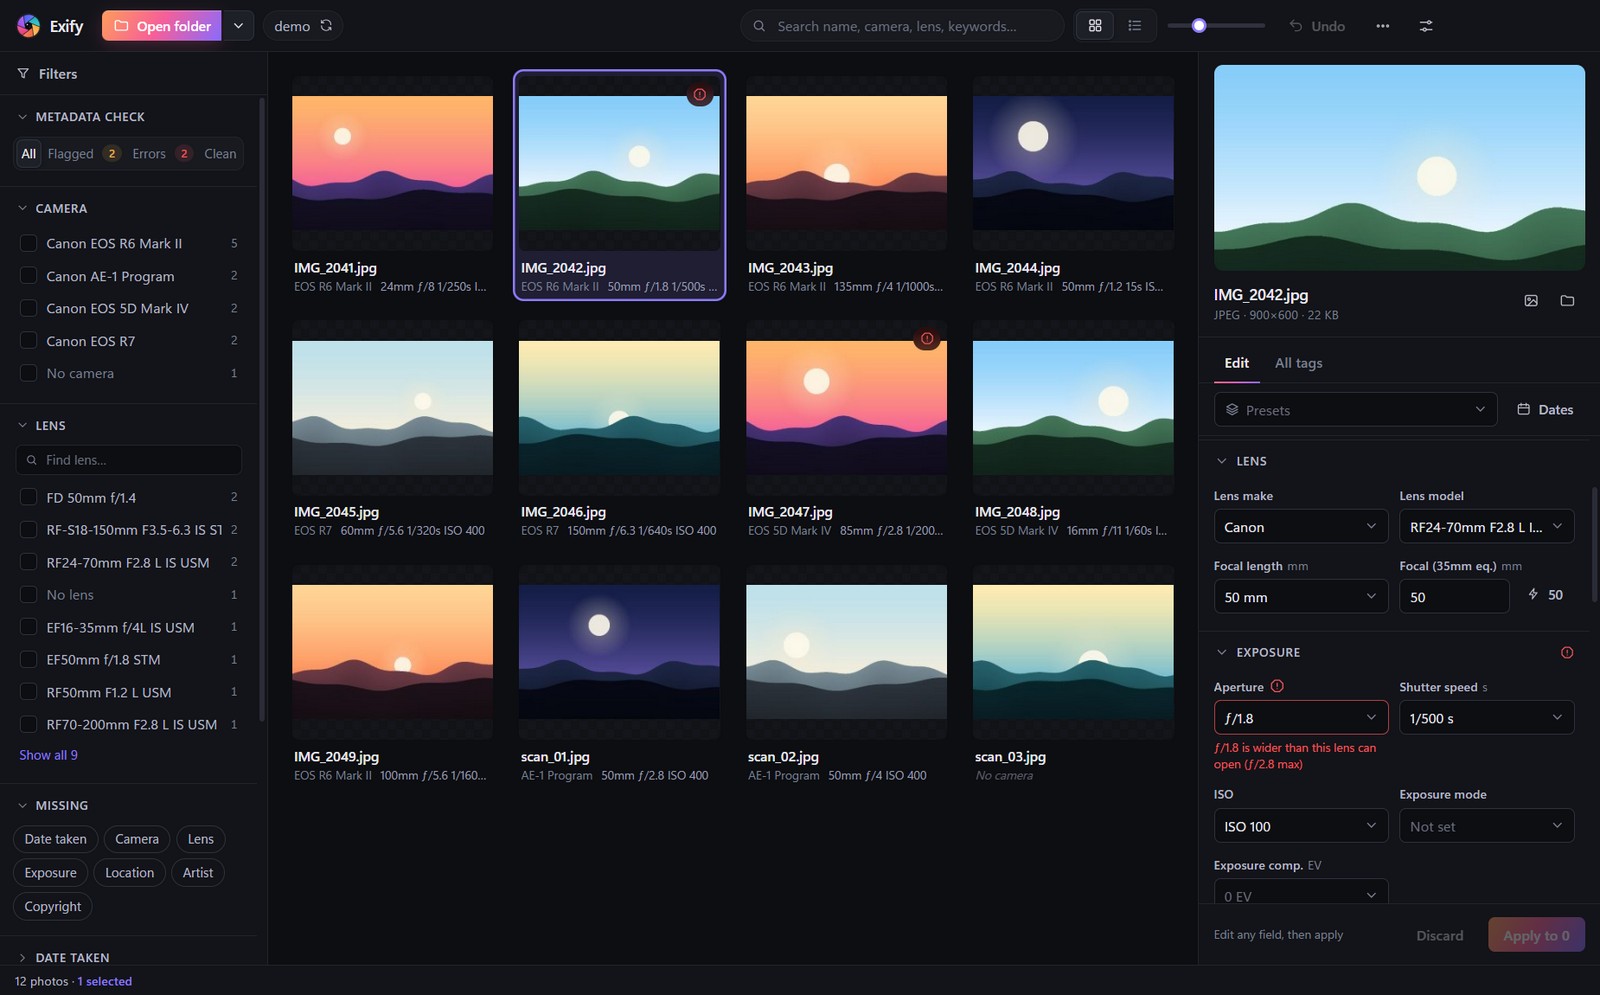 Exify
Open folder
demo
Search name, camera, lens, keywords...
Undo
Filters
METADATA CHECK
All Flagged 2 Errors 2 Clean
CAMERA
Canon EOS R6 Mark II 5
Canon AE-1 Program 2
Canon EOS 5D Mark IV 2
Canon EOS R7 2
No camera 1
LENS
Find lens...
FD 50mm f/1.4 2
RF-S18-150mm F3.5-6.3 IS ST 2
RF24-70mm F2.8 L IS USM 2
No lens 1
EF16-35mm f/4L IS USM 1
EF50mm f/1.8 STM 1
RF50mm F1.2 L USM 1
RF70-200mm F2.8 L IS USM 1
Show all 9
MISSING
Date taken Camera Lens
Exposure Location Artist
Copyright
DATE TAKEN
12 photos · 1 selected
IMG_2041.jpg
EOS R6 Mark II 24mm ƒ/8 1/250s I...
IMG_2042.jpg
EOS R6 Mark II 50mm ƒ/1.8 1/500s ...
IMG_2043.jpg
EOS R6 Mark II 135mm ƒ/4 1/1000s...
IMG_2044.jpg
EOS R6 Mark II 50mm ƒ/1.2 15s IS...
IMG_2045.jpg
EOS R7 60mm ƒ/5.6 1/320s ISO 400
IMG_2046.jpg
EOS R7 150mm ƒ/6.3 1/640s ISO 400
IMG_2047.jpg
EOS 5D Mark IV 85mm ƒ/2.8 1/200...
IMG_2048.jpg
EOS 5D Mark IV 16mm ƒ/11 1/60s I...
IMG_2049.jpg
EOS R6 Mark II 100mm ƒ/5.6 1/160...
scan_01.jpg
AE-1 Program 50mm ƒ/2.8 ISO 400
scan_02.jpg
AE-1 Program 50mm ƒ/4 ISO 400
scan_03.jpg
No camera
IMG_2042.jpg
JPEG · 900×600 · 22 KB
Edit All tags
Presets Dates
LENS
Lens make Lens model
Canon RF24-70mm F2.8 L I...
Focal length mm Focal (35mm eq.) mm
50 mm 50 50
EXPOSURE
Aperture Shutter speed s
ƒ/1.8 1/500 s
ƒ/1.8 is wider than this lens can
open (ƒ/2.8 max)
ISO Exposure mode
ISO 100 Not set
Exposure comp. EV
0 EV
Edit any field, then apply Discard Apply to 0